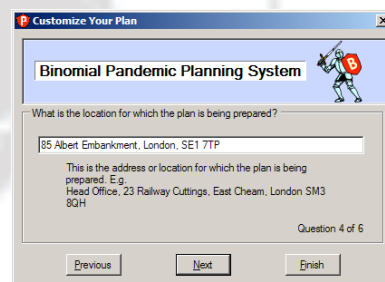 Customize Your Plan
Binomial Pandemic Planning System
B
What is the location for which the plan is being prepared?
85 Albert Embankment, London, SE1 7TP
This is the address or location for which the plan is being
prepared. E.g.
Head Office, 23 Railway Cuttings, East Cheam, London SM3
8QH
Question 4 of 6
Previous
Next
Finish